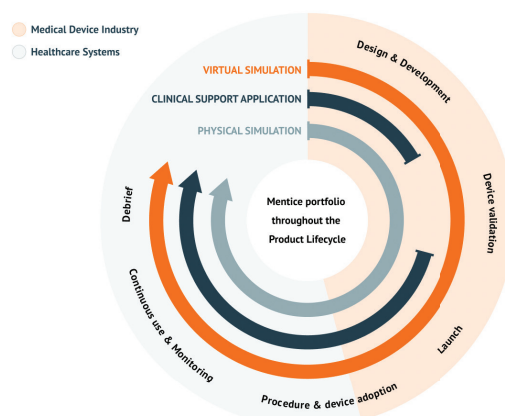 Medical Device Industry
Healthcare Systems
VIRTUAL SIMULATION
CLINICAL SUPPORT APPLICATION
PHYSICAL SIMULATION
Mentice portfolio
throughout the
Product Lifecycle
Design & Development
Device validation
Launch
Procedure & device adoption
Continuous use & Monitoring
Debrief